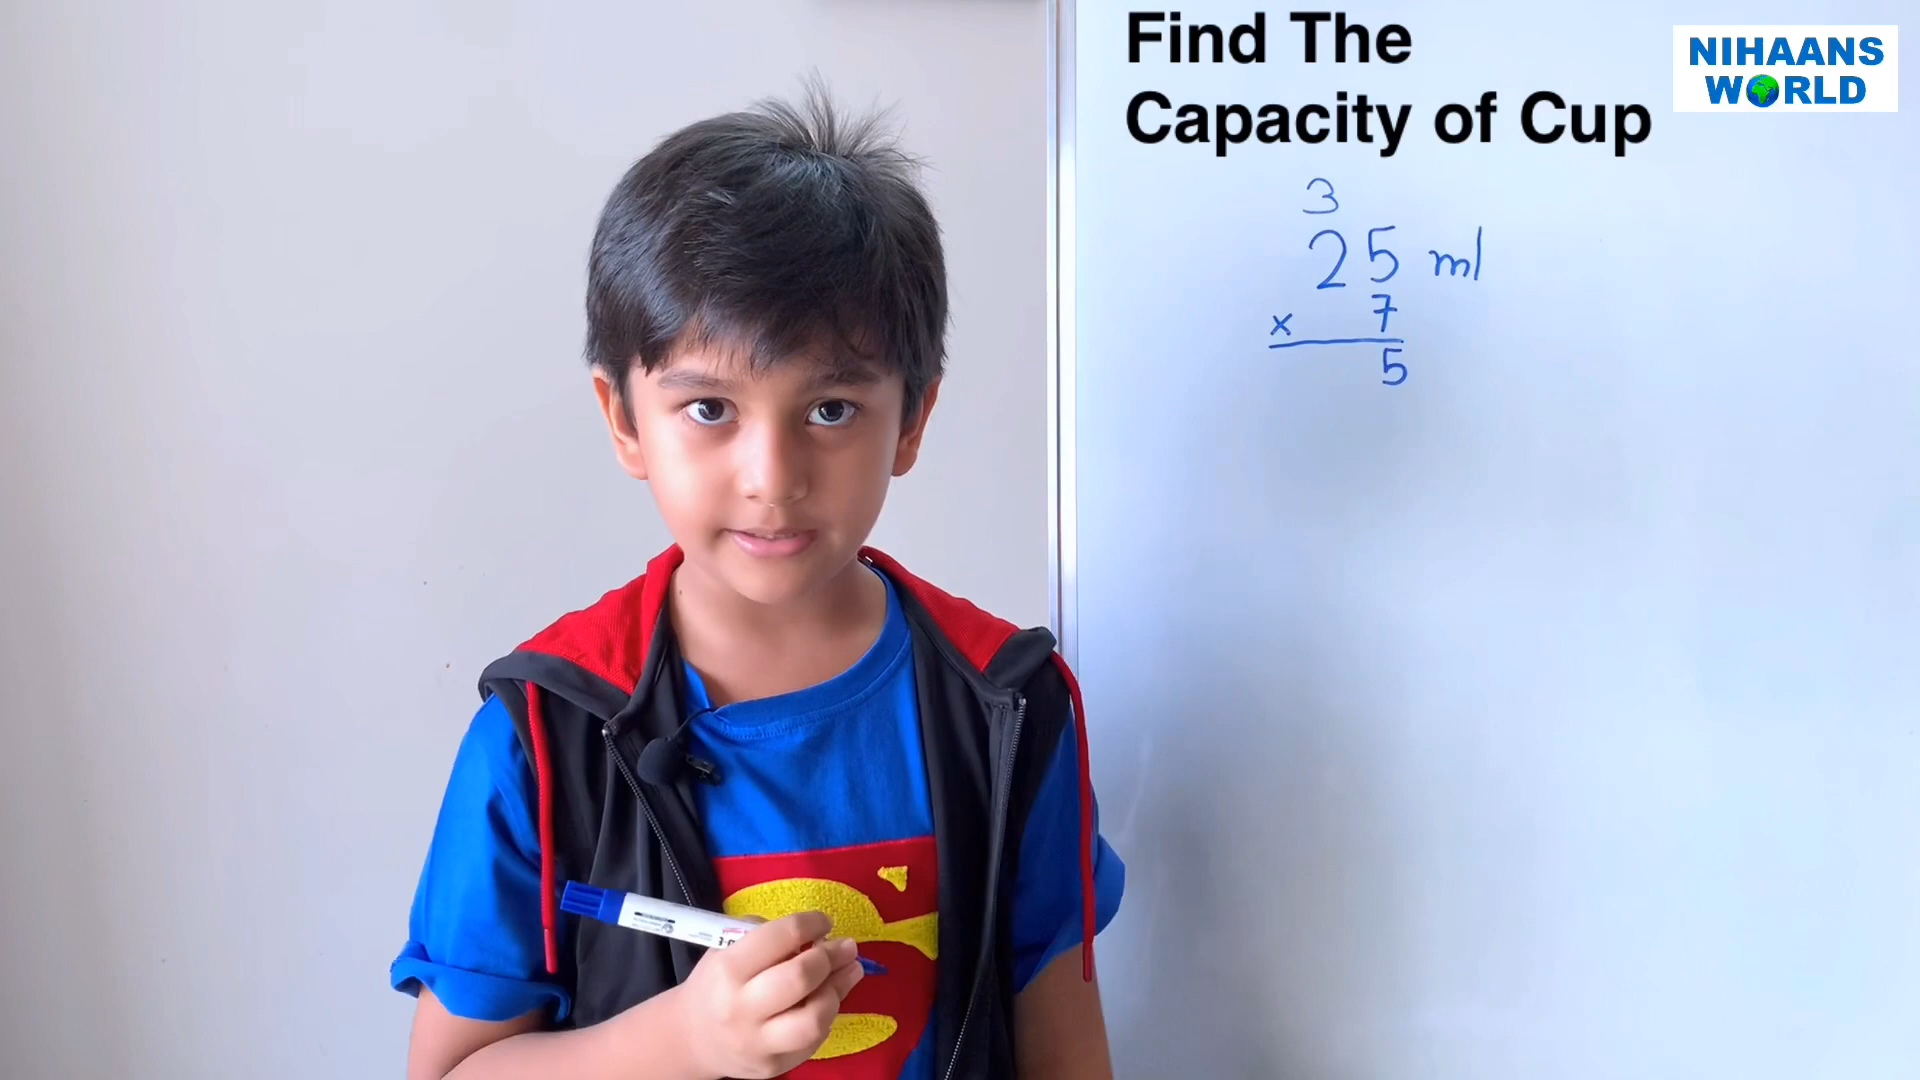 Find The
Capacity of Cup
NIHAANS
WORLD
3
25 ml
× 7
5